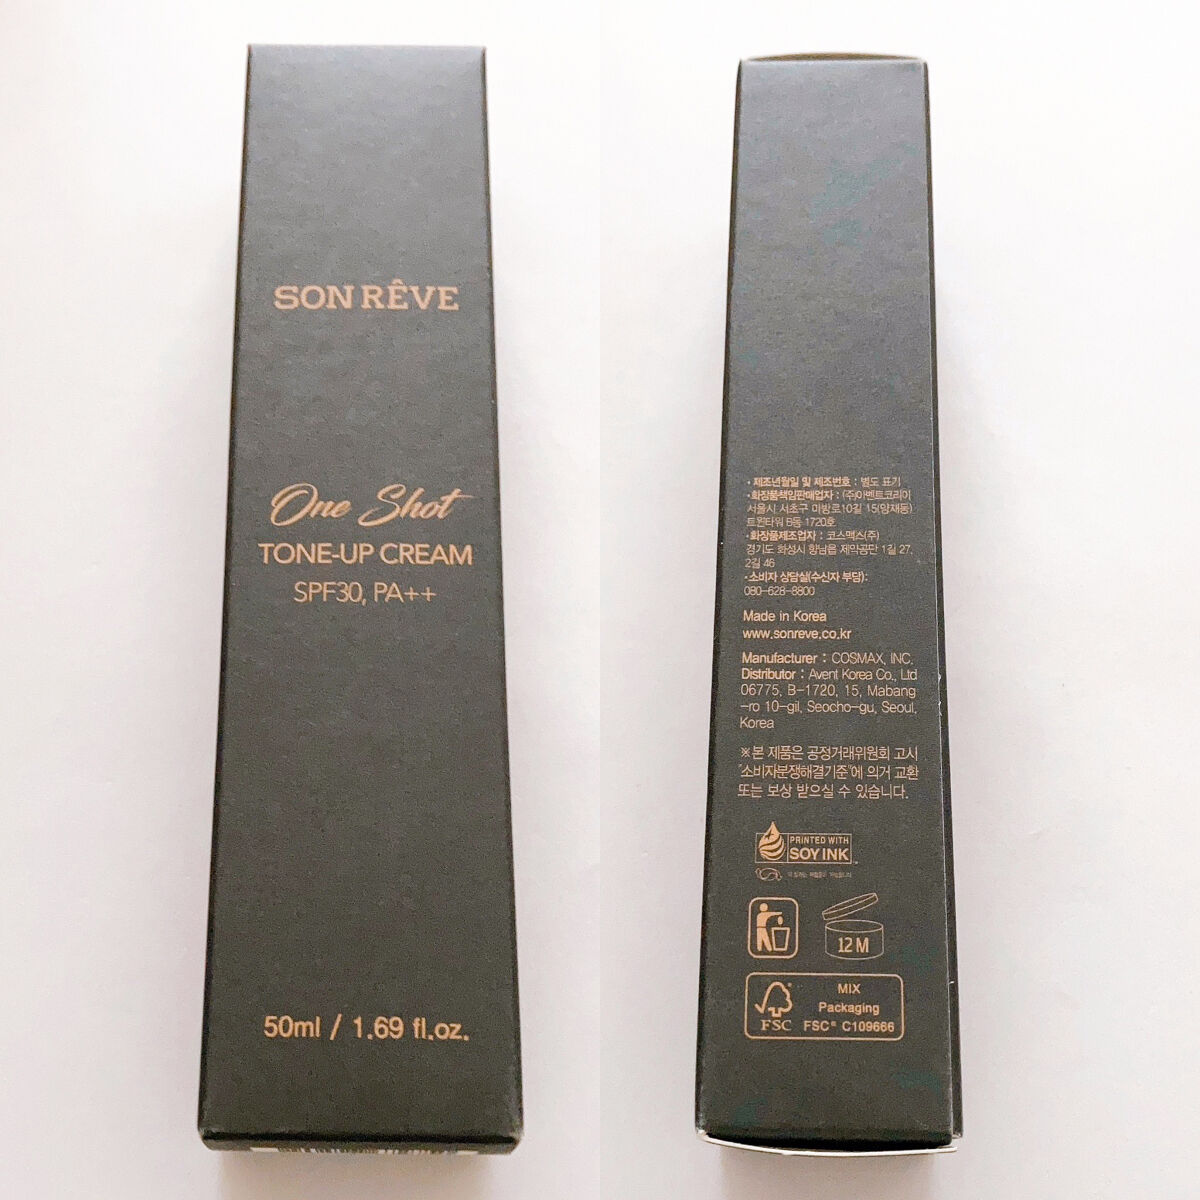 SON RÊVE
One Shot
TONE-UP CREAM
SPF30, PA++
50ml / 1.69 fl.oz.
• 제조년월일 및 제조번호 : 별도 표기
• 화장품책임판매업자 : (주)아벤트코리아
서울시 서초구 마방로10길 15(양재동)
트윈타워 B동 1720호
• 화장품제조업자 : 코스맥스(주)
경기도 화성시 향남읍 제약공단 1길 27,
2길 46
• 소비자 상담실(수신자 부담):
080-628-8800
Made in Korea
www.sonreve.co.kr
Manufacturer : COSMAX, INC.
Distributor : Avent Korea Co., Ltd
06775, B-1720, 15, Mabang
-ro 10-gil, Seocho-gu, Seoul,
Korea
※본 제품은 공정거래위원회 고시
"소비자분쟁해결기준"에 의거 교환
또는 보상 받으실 수 있습니다.
PRINTED WITH
SOY INK
12M
MIX
Packaging
FSC
FSC® C109666